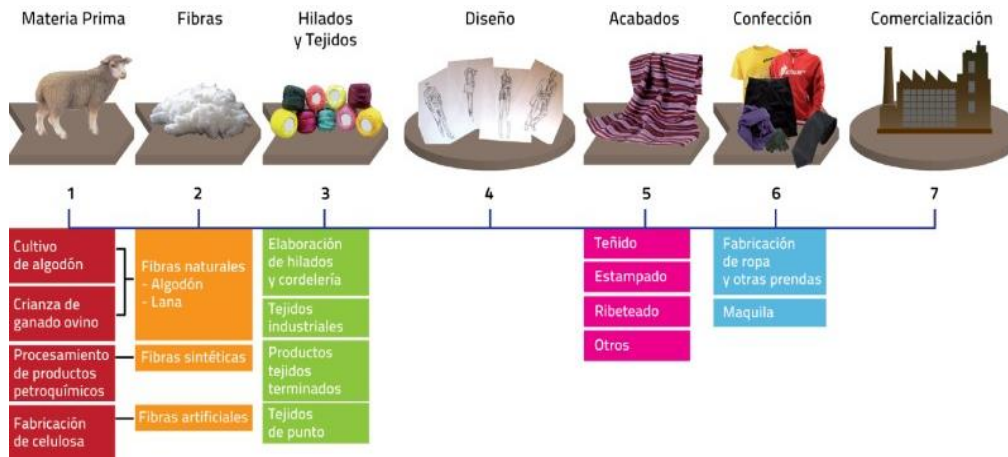 Materia Prima
Fibras
Hilados
y Tejidos
Diseño
Acabados
Confección
Comercialización
1
2
3
4
5
6
7
Cultivo
de algodón
Crianza de
ganado ovino
Procesamiento
de productos
petroquímicos
Fabricación
de celulosa
Fibras naturales
- Algodón
- Lana
Fibras sintéticas
Fibras artificiales
Elaboración
de hilados
y cordelería
Tejidos
industriales
Productos
tejidos
terminados
Tejidos
de punto
Teñido
Estampado
Ribeteado
Otros
Fabricación
de ropa
y otras prendas
Maquila